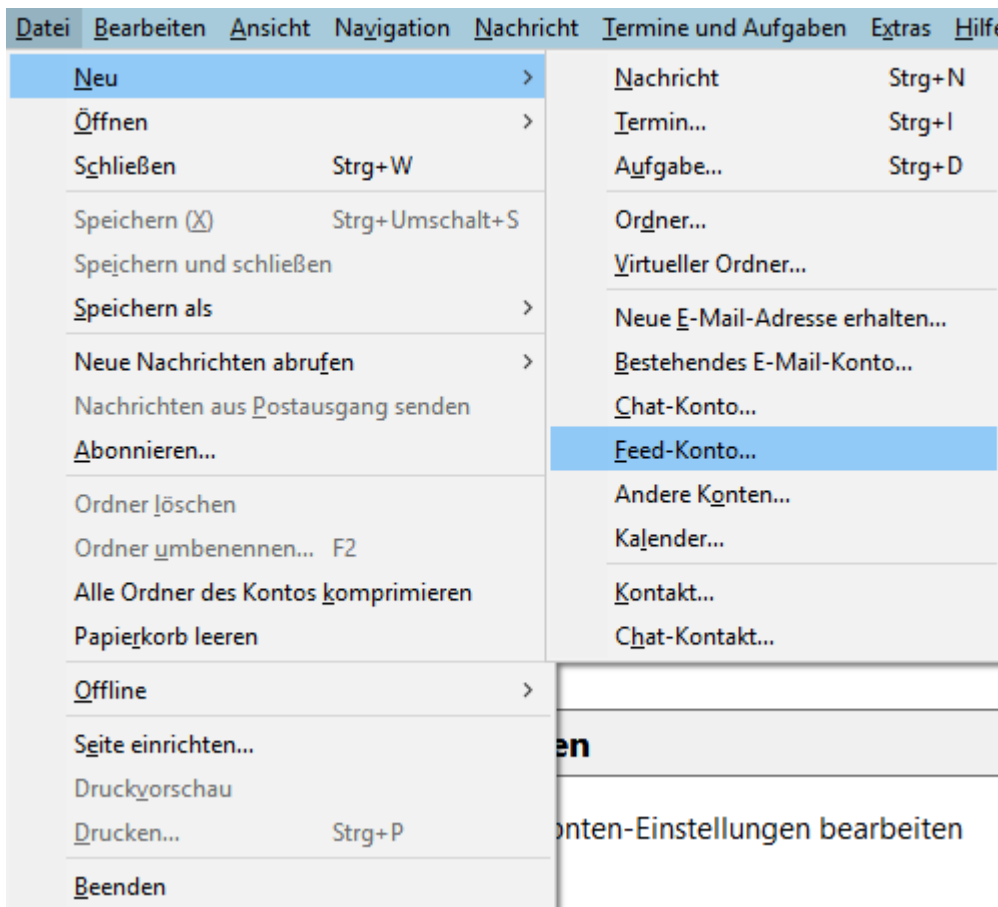 Datei Bearbeiten Ansicht Navigation Nachricht Termine und Aufgaben Extras Hilfe
Neu >
Öffnen >
Schließen Strg+W
Speichern (X) Strg+Umschalt+S
Speichern und schließen
Speichern als >
Neue Nachrichten abrufen >
Nachrichten aus Postausgang senden
Abonnieren...
Ordner löschen
Ordner umbenennen... F2
Alle Ordner des Kontos komprimieren
Papierkorb leeren
Offline >
Seite einrichten...
Druckvorschau
Drucken... Strg+P
Beenden
Nachricht Strg+N
Termin... Strg+I
Aufgabe... Strg+D
Ordner...
Virtueller Ordner...
Neue E-Mail-Adresse erhalten...
Bestehendes E-Mail-Konto...
Chat-Konto...
Feed-Konto...
Andere Konten...
Kalender...
Kontakt...
Chat-Kontakt...
en
onten-Einstellungen bearbeiten